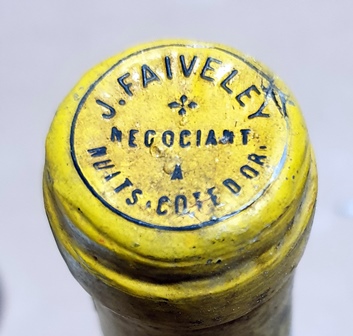 J. FAIVELEY
NEGOCIANT
A
NUITS. COTE D'OR.